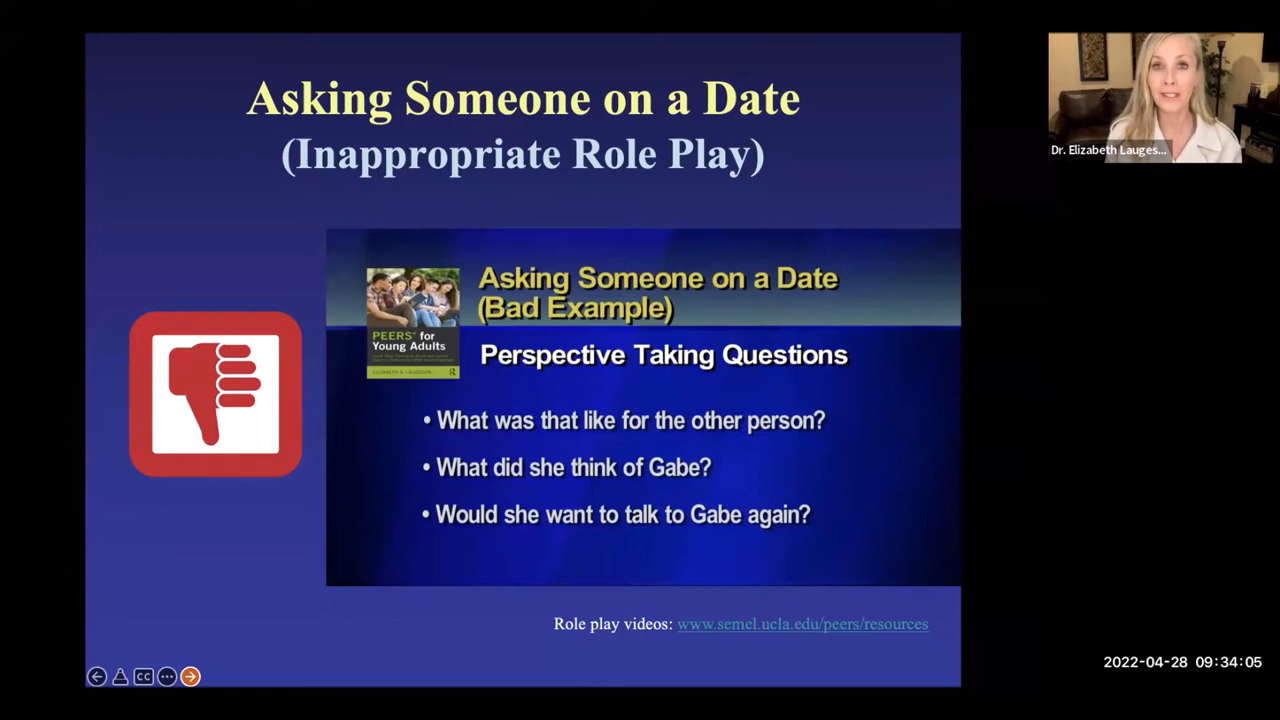 Asking Someone on a Date
(Inappropriate Role Play)
Dr. Elizabeth Lauges...
Asking Someone on a Date
(Bad Example)
PEERS® for
Young Adults
ELIZABETH A. LAUGESON
Perspective Taking Questions
• What was that like for the other person?
• What did she think of Gabe?
• Would she want to talk to Gabe again?
Role play videos: www.semel.ucla.edu/peers/resources
CC
2022-04-28 09:34:05